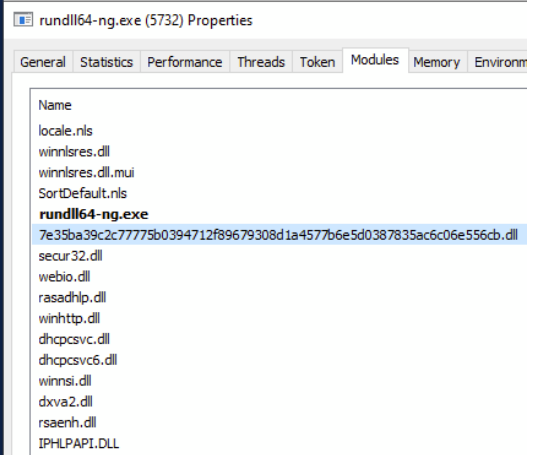 rundll64-ng.exe (5732) Properties
General Statistics Performance Threads Token Modules Memory Environm
Name
locale.nls
winnlsres.dll
winnlsres.dll.mui
SortDefault.nls
rundll64-ng.exe
7e35ba39c2c77775b0394712f89679308d1a4577b6e5d0387835ac6c06e556cb.dll
secur32.dll
webio.dll
rasadhlp.dll
winhttp.dll
dhcpcsvc.dll
dhcpcsvc6.dll
winnsi.dll
dxva2.dll
rsaenh.dll
IPHLPAPI.DLL